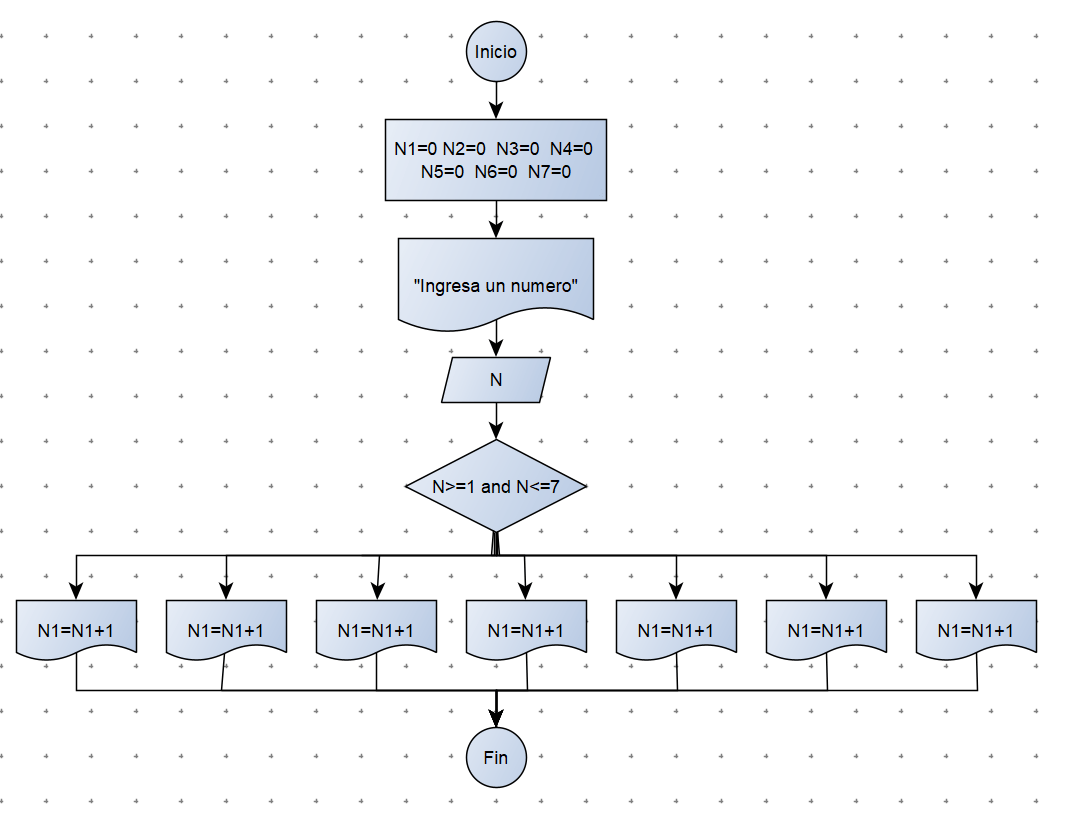 Inicio
N1=0 N2=0  N3=0  N4=0
N5=0  N6=0  N7=0
"Ingresa un numero"
N
N>=1 and N<=7
N1=N1+1
N1=N1+1
N1=N1+1
N1=N1+1
N1=N1+1
N1=N1+1
N1=N1+1
Fin